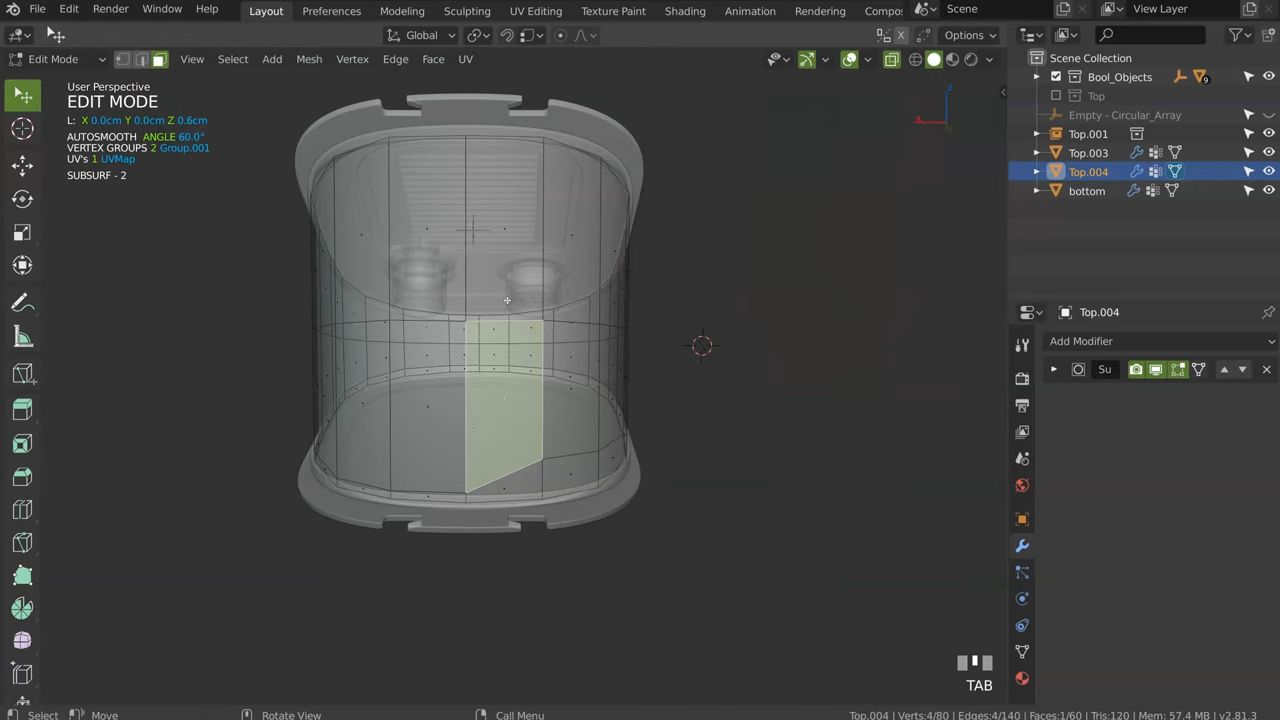 File Edit Render Window Help Layout Preferences Modeling Sculpting UV Editing Texture Paint Shading Animation Rendering Compos Scene View Layer
Global Options
Edit Mode View Select Add Mesh Vertex Edge Face UV
User Perspective
EDIT MODE
L: X 0.0cm Y 0.0cm Z 0.6cm
AUTOSMOOTH ANGLE 60.0°
VERTEX GROUPS 2 Group.001
UV's 1 UVMap
SUBSURF - 2
Scene Collection
Bool_Objects 9
Top
Empty - Circular_Array
Top.001
Top.003
Top.004
bottom
Top.004
Add Modifier
Su
TAB
Select Move Rotate View Call Menu Top.004 | Verts:4/80 | Edges:4/140 | Faces:1/60 | Tris:120 | Mem: 57.4 MB | v2.81.3